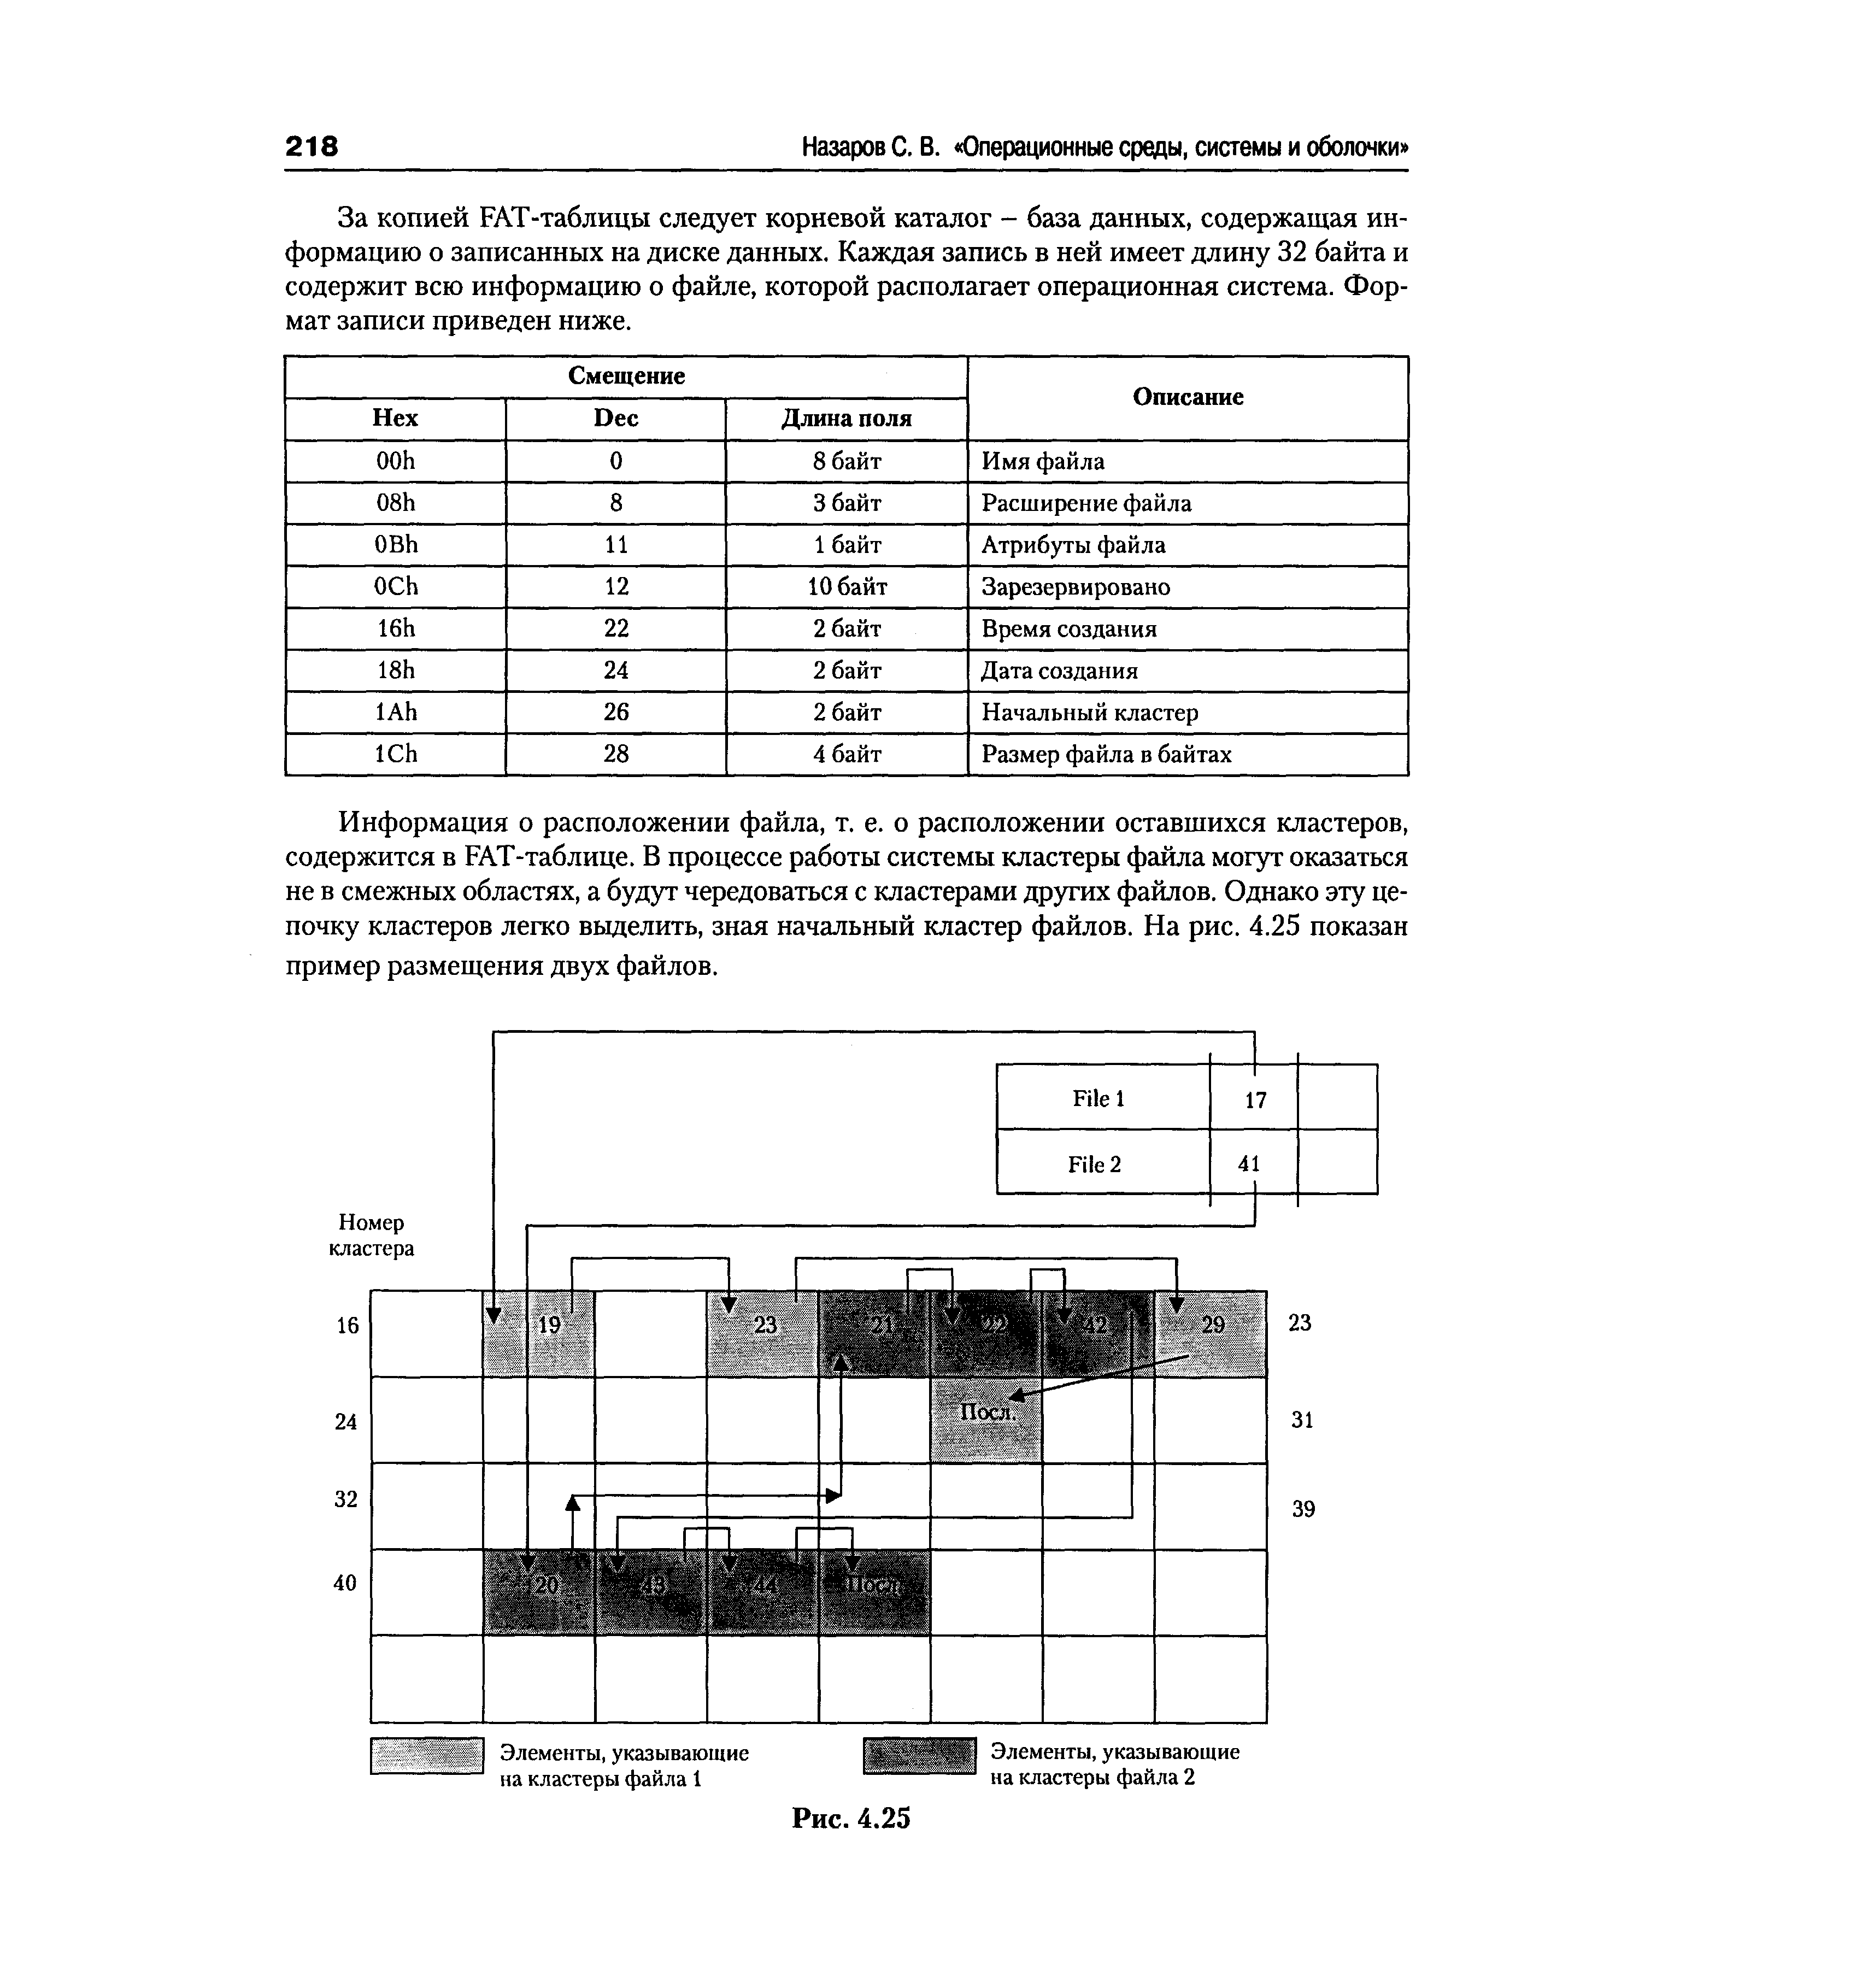 218 Назаров С. В. «Операционные среды, системы и оболочки»
За копией FAT-таблицы следует корневой каталог – база данных, содержащая ин-
формацию о записанных на диске данных. Каждая запись в ней имеет длину 32 байта и
содержит всю информацию о файле, которой располагает операционная система. Фор-
мат записи приведен ниже.
Смещение Описание
Hex Dec Длина поля
00h 0 8 байт Имя файла
08h 8 3 байт Расширение файла
0Bh 11 1 байт Атрибуты файла
0Ch 12 10 байт Зарезервировано
16h 22 2 байт Время создания
18h 24 2 байт Дата создания
1Ah 26 2 байт Начальный кластер
1Ch 28 4 байт Размер файла в байтах
Информация о расположении файла, т. е. о расположении оставшихся кластеров,
содержится в FAT-таблице. В процессе работы системы кластеры файла могут оказаться
не в смежных областях, а будут чередоваться с кластерами других файлов. Однако эту це-
почку кластеров легко выделить, зная начальный кластер файлов. На рис. 4.25 показан
пример размещения двух файлов.
File 1 17
File 2 41
Номер
кластера
16 19 23 21 22 42 29 23
24 Посл. 31
32 39
40 20 43 44 Посл.
Элементы, указывающие
на кластеры файла 1
Элементы, указывающие
на кластеры файла 2
Рис. 4.25